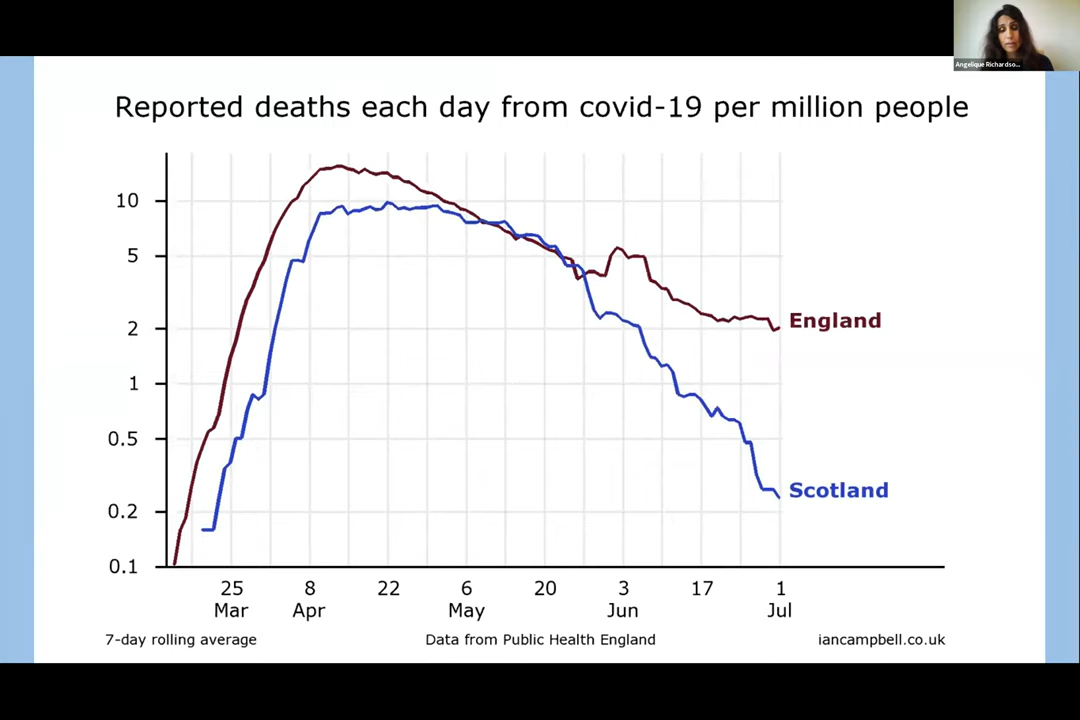 Angelique Richardso...
Reported deaths each day from covid-19 per million people
10
5
2
1
0.5
0.2
0.1
England
Scotland
25 8 22 6 20 3 17 1
Mar Apr May Jun Jul
7-day rolling average Data from Public Health England iancampbell.co.uk